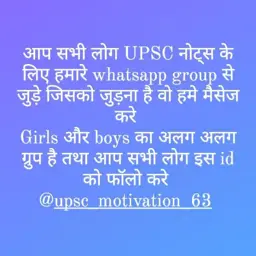 आप सभी लोग UPSC नोट्स के
लिए हमारे whatsapp group से
जुड़े जिसको जुड़ना है वो हमे मैसेज
करे
Girls और boys का अलग अलग
ग्रुप है तथा आप सभी लोग इस id
को फॉलो करे
@upsc_motivation_63